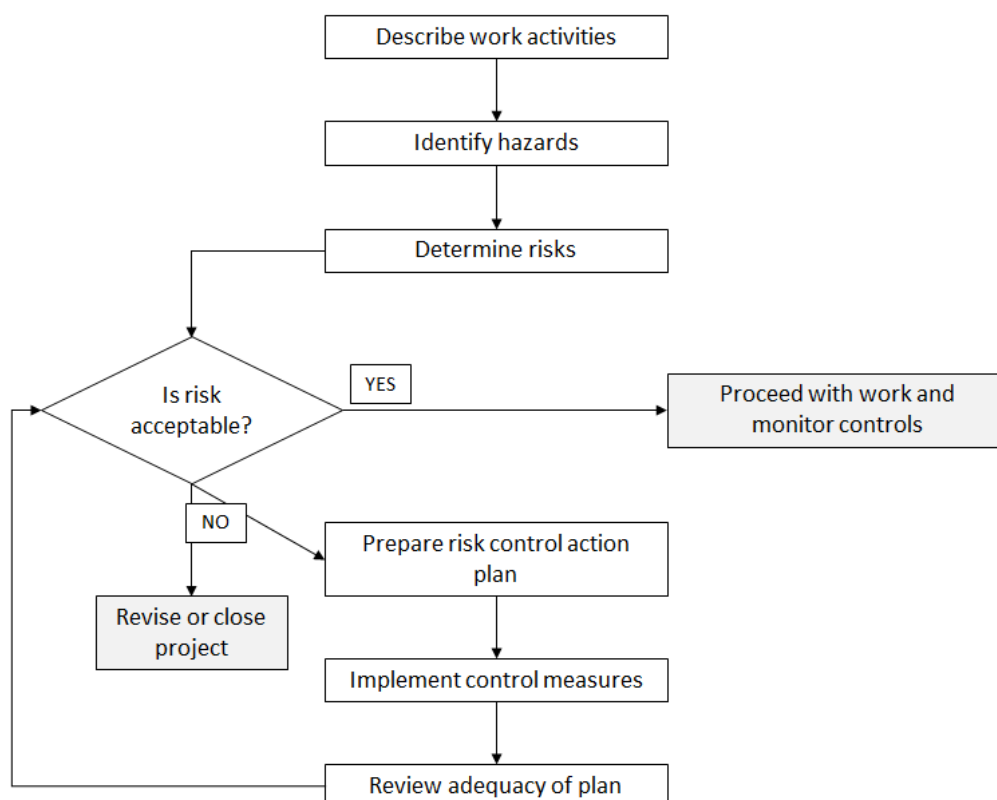 Describe work activities
Identify hazards
Determine risks
Is risk
acceptable?
YES
Proceed with work and
monitor controls
NO
Prepare risk control action
plan
Revise or close
project
Implement control measures
Review adequacy of plan